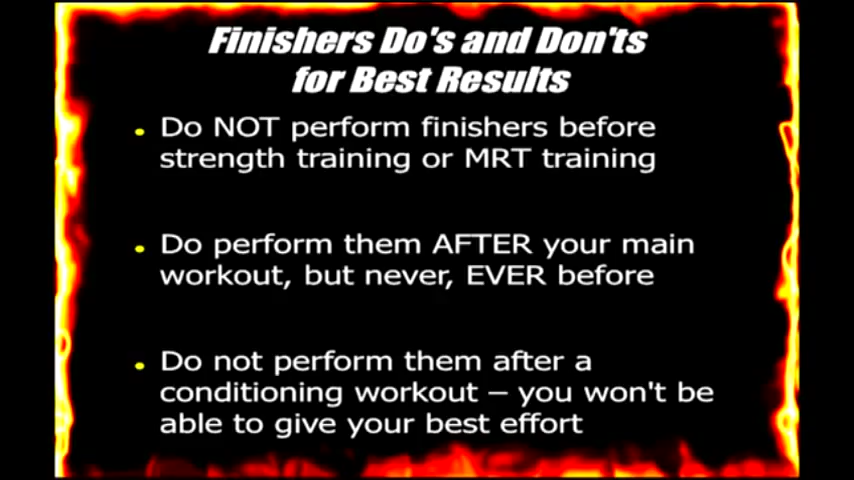 Finishers Do's and Don'ts
for Best Results
• Do NOT perform finishers before
strength training or MRT training
• Do perform them AFTER your main
workout, but never, EVER before
• Do not perform them after a
conditioning workout – you won't be
able to give your best effort